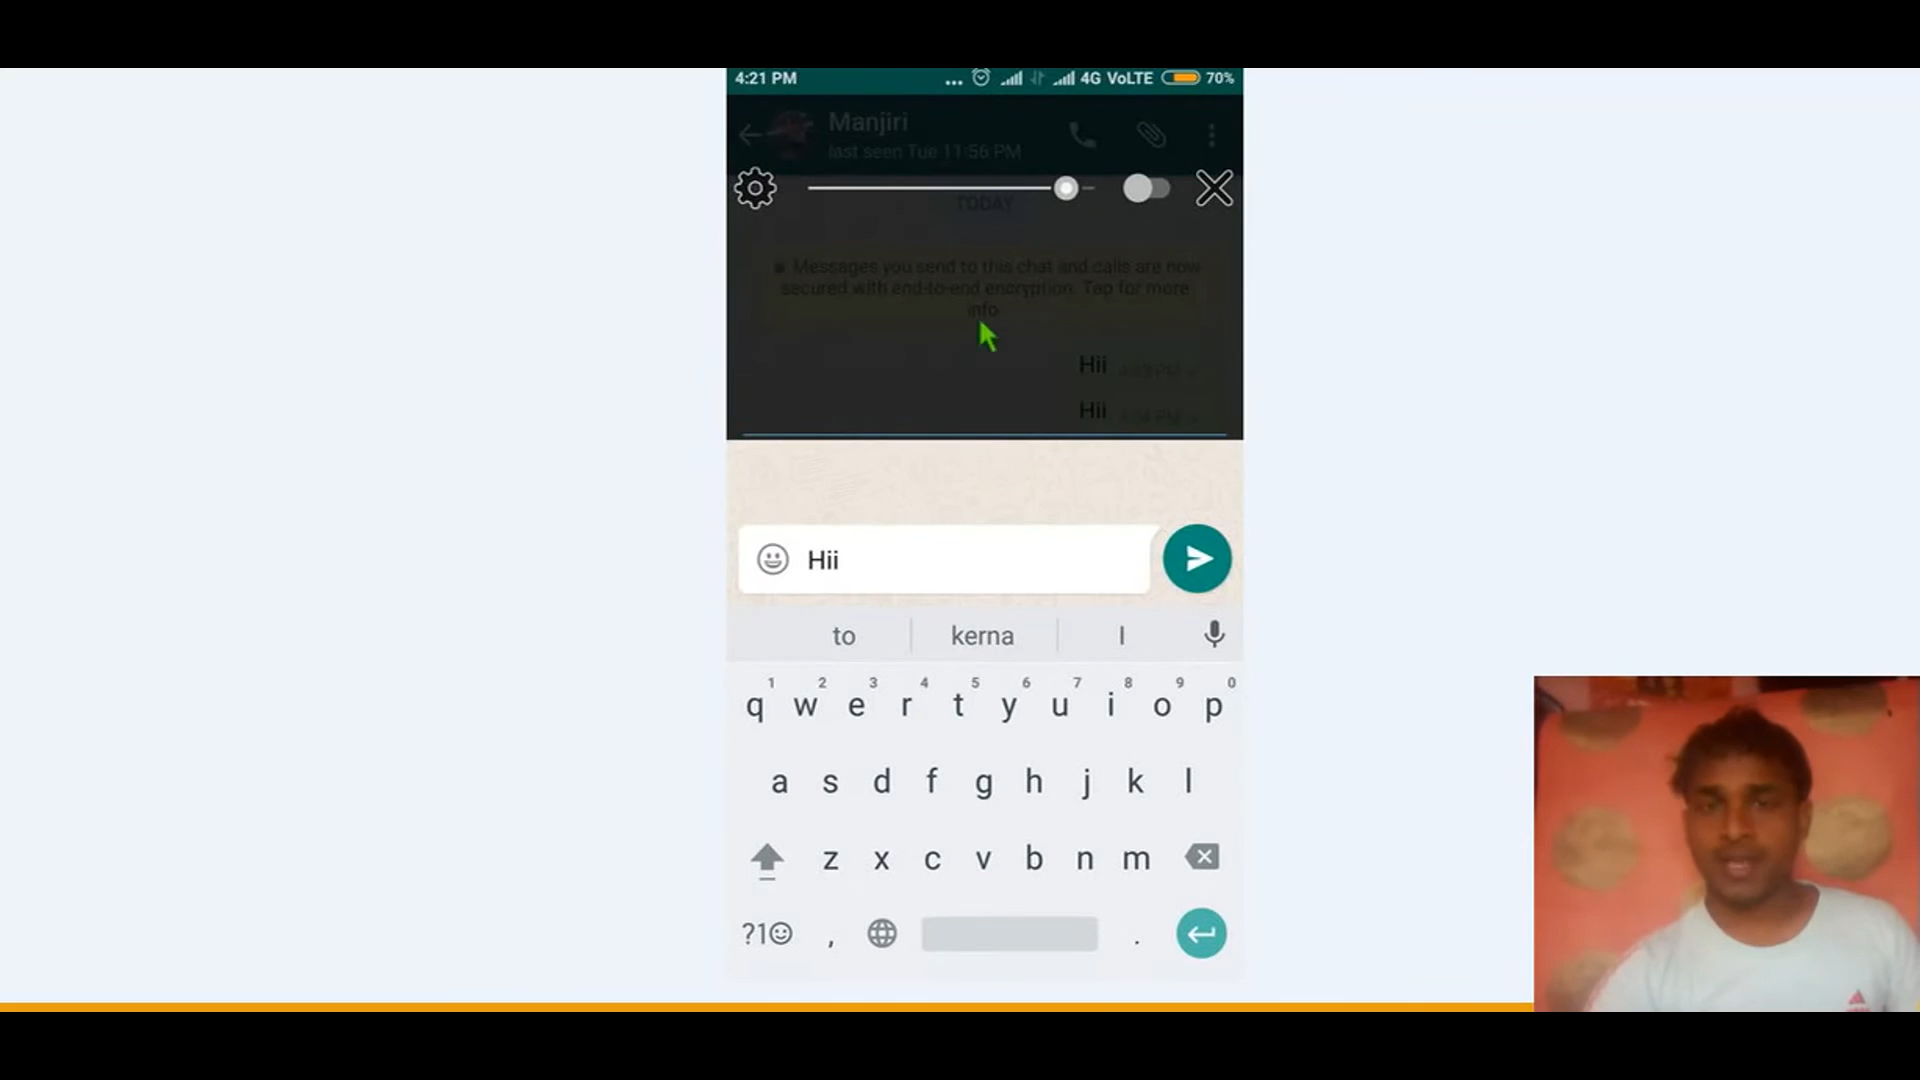 4:21 PM ... 4G VoLTE 70%
Manjiri
last seen Tue 11:56 PM
TODAY
Messages you send to this chat and calls are now
secured with end-to-end encryption. Tap for more
info.
Hii
Hii
Hii
to kerna I
1 2 3 4 5 6 7 8 9 0
q w e r t y u i o p
a s d f g h j k l
z x c v b n m
?1 , .